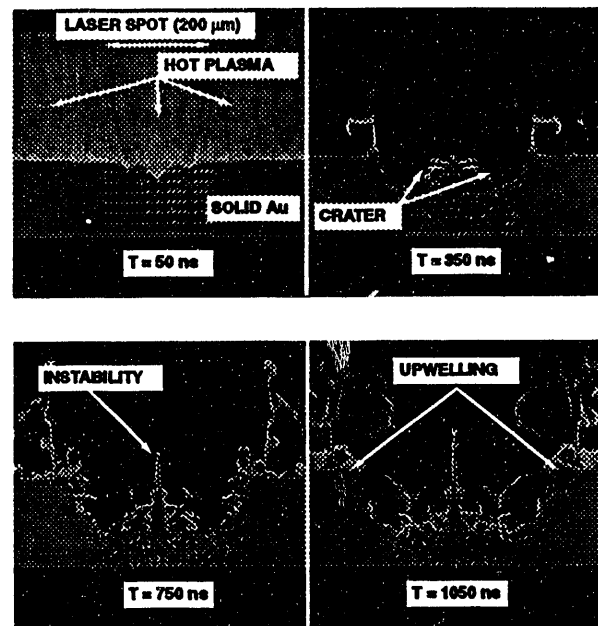 LASER SPOT (200 μm)
HOT PLASMA
SOLID Au
T = 50 ns
CRATER
T = 350 ns
INSTABILITY
T = 750 ns
UPWELLING
T = 1050 ns